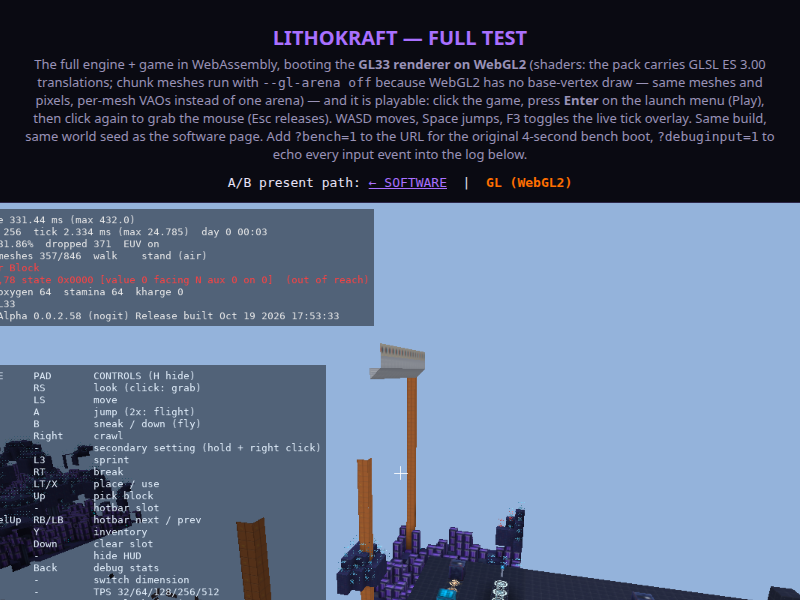 LITHOKRAFT — FULL TEST
The full engine + game in WebAssembly, booting the GL33 renderer on WebGL2 (shaders: the pack carries GLSL ES 3.00
translations; chunk meshes run with --gl-arena off because WebGL2 has no base-vertex draw — same meshes and
pixels, per-mesh VAOs instead of one arena) — and it is playable: click the game, press Enter on the launch menu (Play),
then click again to grab the mouse (Esc releases). WASD moves, Space jumps, F3 toggles the live tick overlay. Same build,
same world seed as the software page. Add ?bench=1 to the URL for the original 4-second bench boot, ?debuginput=1 to
echo every input event into the log below.
A/B present path: ← SOFTWARE | GL (WebGL2)
e 331.44 ms (max 432.0)
256 tick 2.334 ms (max 24.785) day 0 00:03
31.86% dropped 371 EUV on
meshes 357/846 walk stand (air)
r Block
,76 state 0x0000 [value 0 facing N aux 0 on 0] (out of reach)
oxygen 64 stamina 64 kharge 0
L33
Alpha 0.0.2.58 (nogit) Release built Oct 19 2026 17:53:33
E PAD CONTROLS (H hide)
RS look (click: grab)
LS move
A jump (2x: flight)
B sneak / down (fly)
Right crawl
- secondary setting (hold + right click)
L3 sprint
RT break
LT/X place / use
Up pick block
- hotbar slot
elUp RB/LB hotbar next / prev
Y inventory
Down clear slot
- hide HUD
Back debug stats
- switch dimension
- TPS 32/64/128/256/512